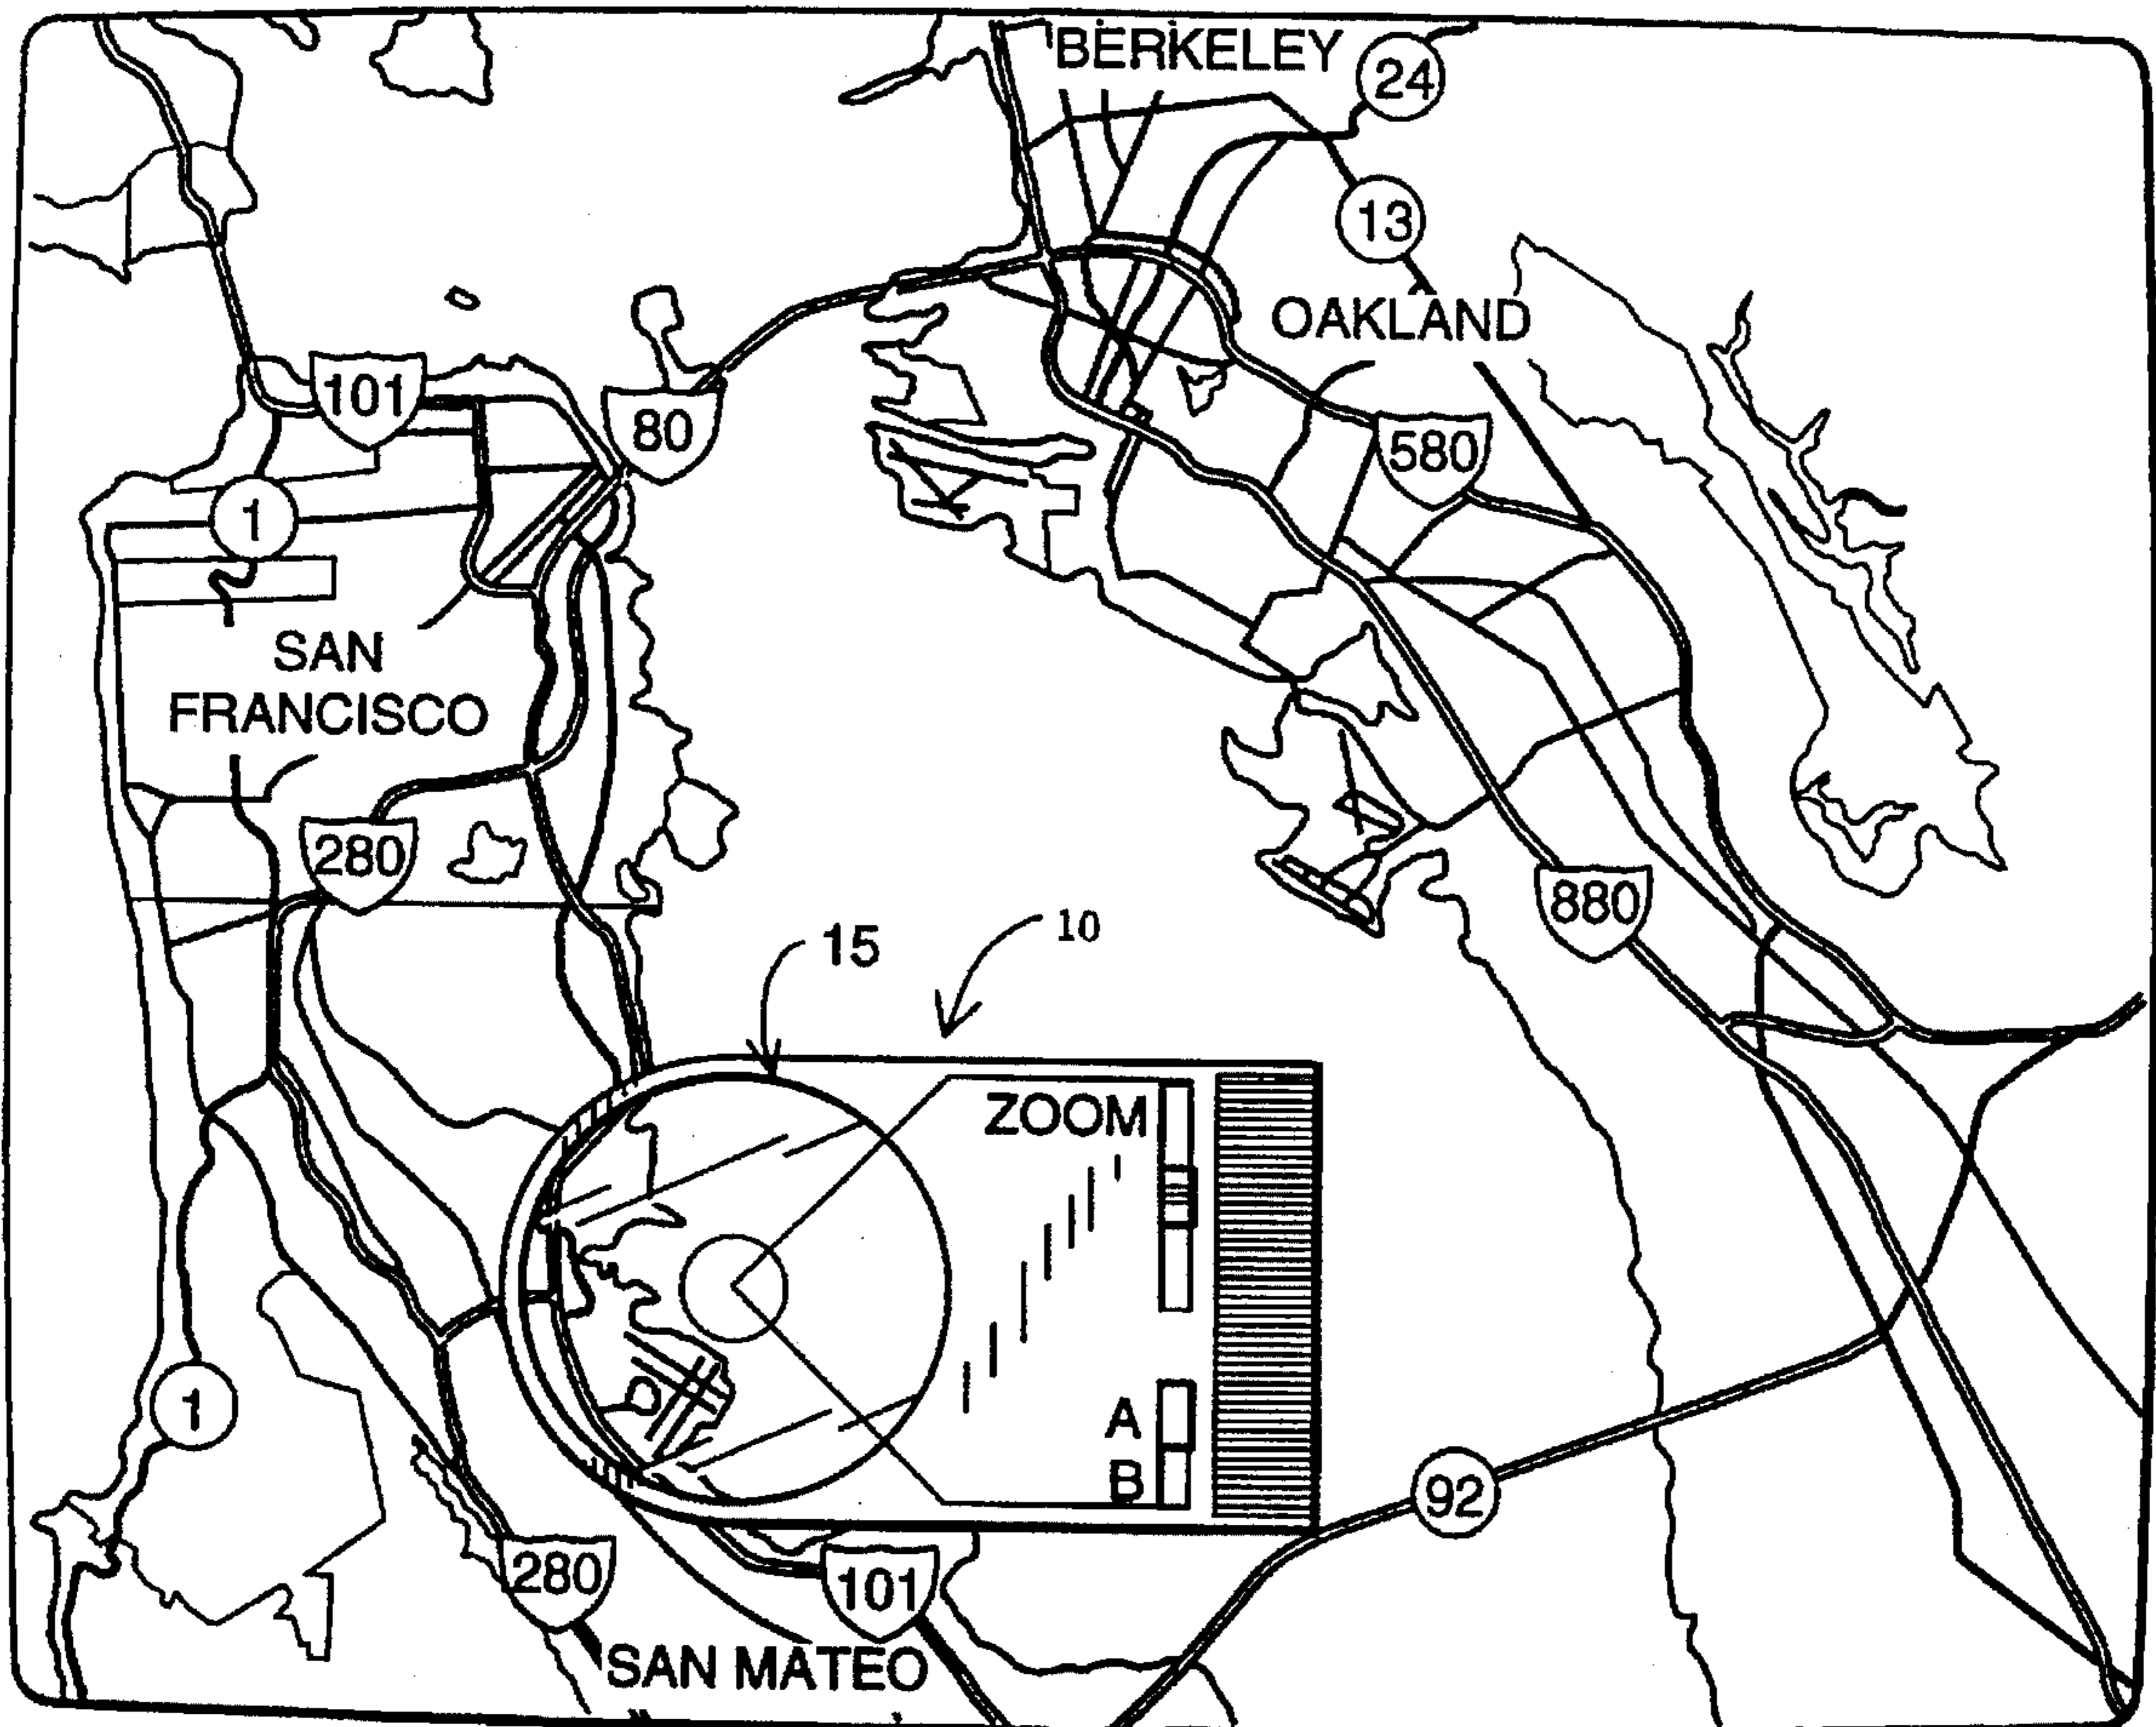 BERKELEY
24
13
OAKLAND
101
80
580
1
SAN
FRANCISCO
280
880
15
10
ZOOM
1
A
B
92
280
101
SAN MATEO